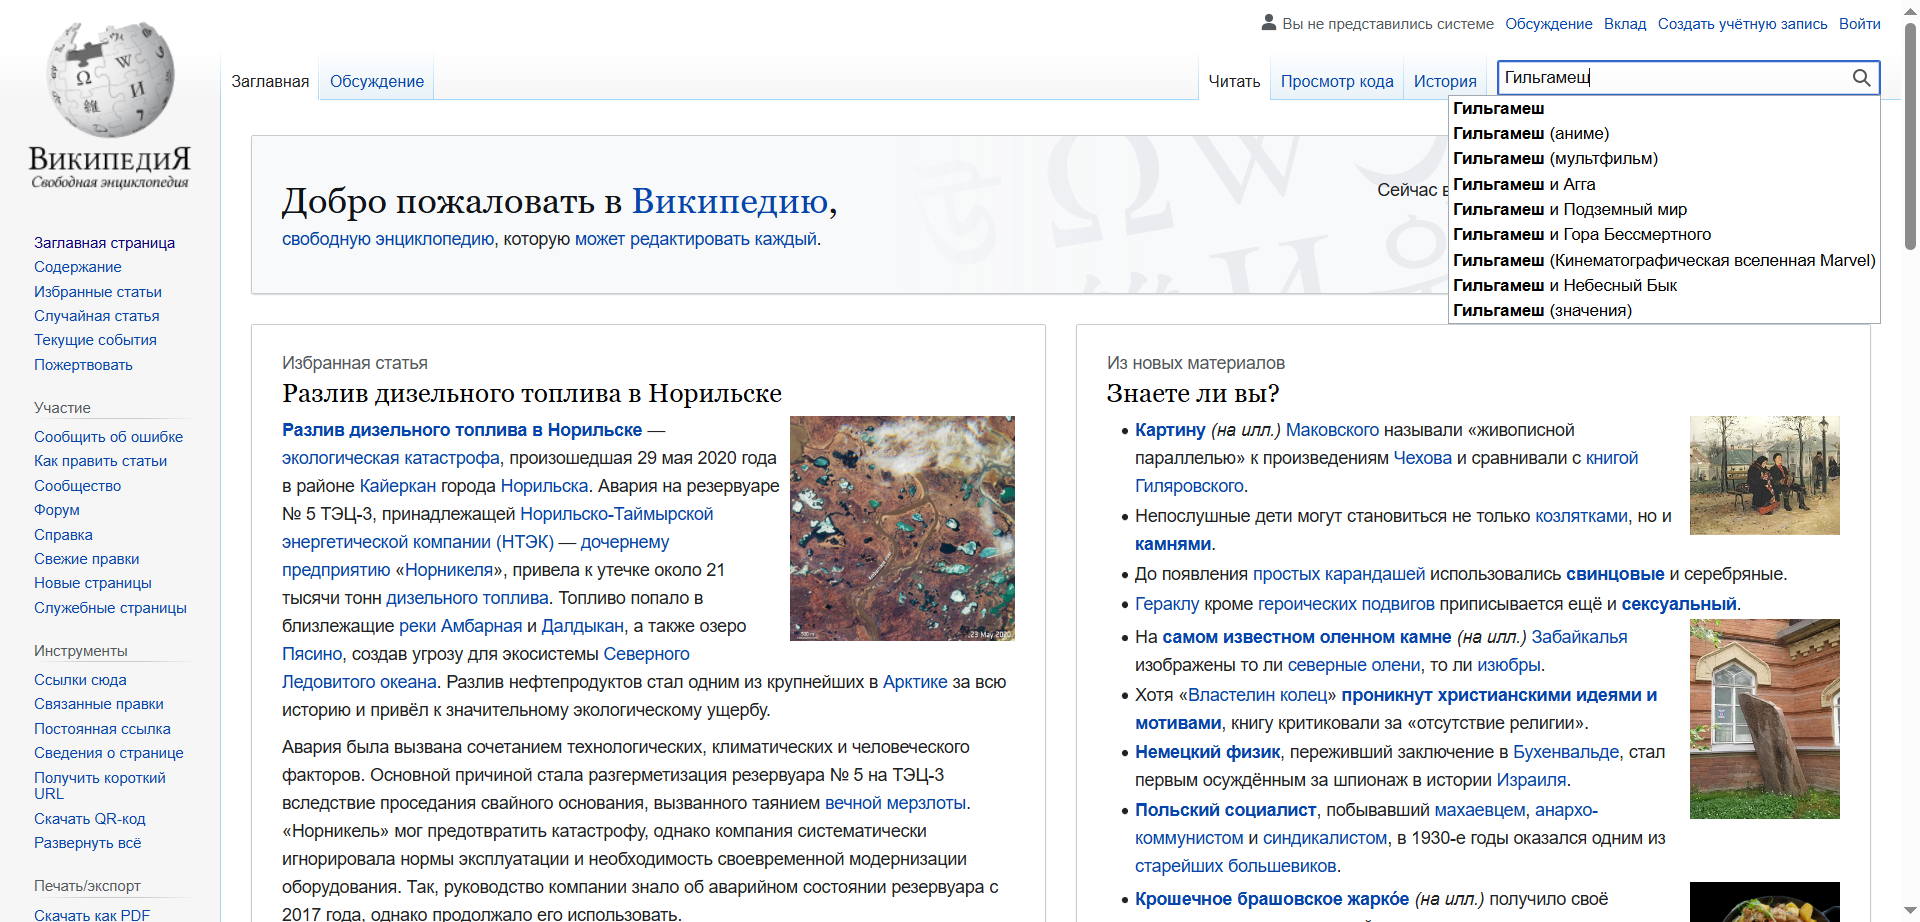 Вы не представились системе Обсуждение Вклад Создать учётную запись Войти
Заглавная Обсуждение Читать Просмотр кода История Гильгамеш
Гильгамеш
Гильгамеш (аниме)
Гильгамеш (мультфильм)
Гильгамеш и Агга
Гильгамеш и Подземный мир
Гильгамеш и Гора Бессмертного
Гильгамеш (Кинематографическая вселенная Marvel)
Гильгамеш и Небесный Бык
Гильгамеш (значения)
ВикипедиЯ
Свободная энциклопедия
Заглавная страница
Содержание
Избранные статьи
Случайная статья
Текущие события
Пожертвовать
Участие
Сообщить об ошибке
Как править статьи
Сообщество
Форум
Справка
Свежие правки
Новые страницы
Служебные страницы
Инструменты
Ссылки сюда
Связанные правки
Постоянная ссылка
Сведения о странице
Получить короткий
URL
Скачать QR-код
Развернуть всё
Печать/экспорт
Скачать как PDF
Добро пожаловать в Википедию,
свободную энциклопедию, которую может редактировать каждый.
Сейчас в
Избранная статья
Разлив дизельного топлива в Норильске
Разлив дизельного топлива в Норильске —
экологическая катастрофа, произошедшая 29 мая 2020 года
в районе Кайеркан города Норильска. Авария на резервуаре
№ 5 ТЭЦ-3, принадлежащей Норильско-Таймырской
энергетической компании (НТЭК) — дочернему
предприятию «Норникеля», привела к утечке около 21
тысячи тонн дизельного топлива. Топливо попало в
близлежащие реки Амбарная и Далдыкан, а также озеро
Пясино, создав угрозу для экосистемы Северного
Ледовитого океана. Разлив нефтепродуктов стал одним из крупнейших в Арктике за всю
историю и привёл к значительному экологическому ущербу.
23 May 2020
Авария была вызвана сочетанием технологических, климатических и человеческого
факторов. Основной причиной стала разгерметизация резервуара № 5 на ТЭЦ-3
вследствие проседания свайного основания, вызванного таянием вечной мерзлоты.
«Норникель» мог предотвратить катастрофу, однако компания систематически
игнорировала нормы эксплуатации и необходимость своевременной модернизации
оборудования. Так, руководство компании знало об аварийном состоянии резервуара с
2017 года, однако продолжало его использовать.
Из новых материалов
Знаете ли вы?
Картину (на илл.) Маковского называли «живописной
параллелью» к произведениям Чехова и сравнивали с книгой
Гиляровского.
Непослушные дети могут становиться не только козлятками, но и
камнями.
До появления простых карандашей использовались свинцовые и серебряные.
Гераклу кроме героических подвигов приписывается ещё и сексуальный.
На самом известном оленном камне (на илл.) Забайкалья
изображены то ли северные олени, то ли изюбры.
Хотя «Властелин колец» проникнут христианскими идеями и
мотивами, книгу критиковали за «отсутствие религии».
Немецкий физик, переживший заключение в Бухенвальде, стал
первым осуждённым за шпионаж в истории Израиля.
Польский социалист, побывавший махаевцем, анархо-
коммунистом и синдикалистом, в 1930-е годы оказался одним из
старейших большевиков.
Крошечное брашовское жарко́е (на илл.) получило своё